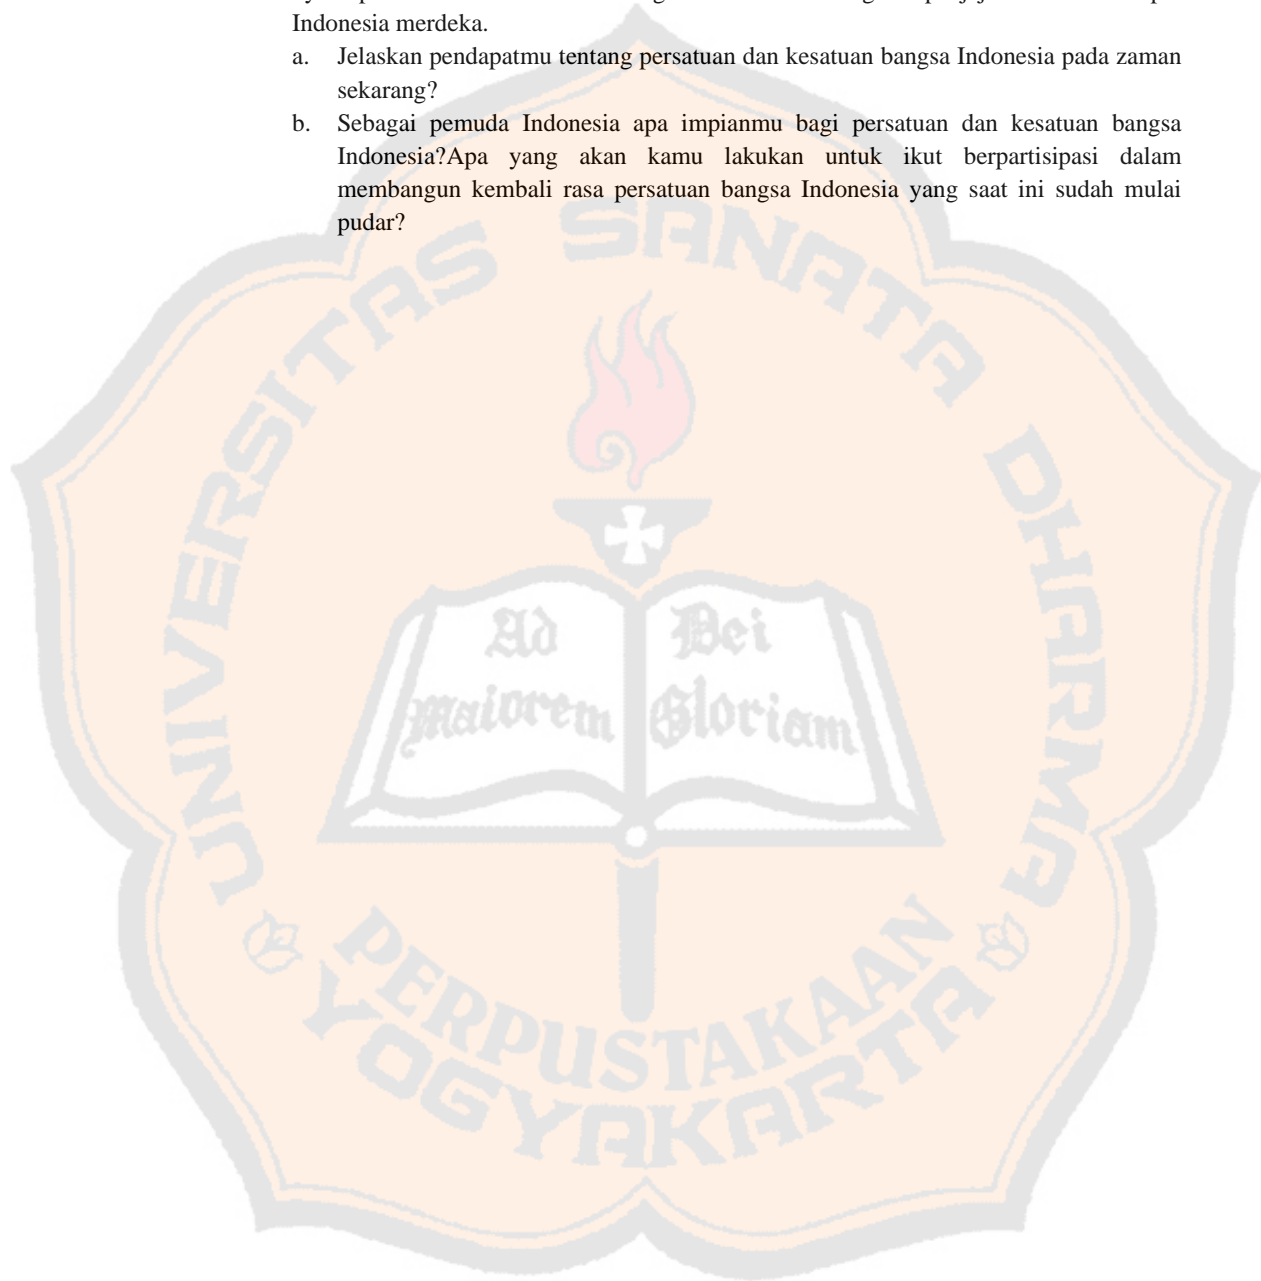 Indonesia merdeka.
a. Jelaskan pendapatmu tentang persatuan dan kesatuan bangsa Indonesia pada zaman
sekarang?
b. Sebagai pemuda Indonesia apa impianmu bagi persatuan dan kesatuan bangsa
Indonesia?Apa yang akan kamu lakukan untuk ikut berpartisipasi dalam
membangun kembali rasa persatuan bangsa Indonesia yang saat ini sudah mulai
pudar?
UNIVERSITAS SANATA DHARMA
Ad Dei
Maiorem Gloriam
PERPUSTAKAAN
YOGYAKARTA